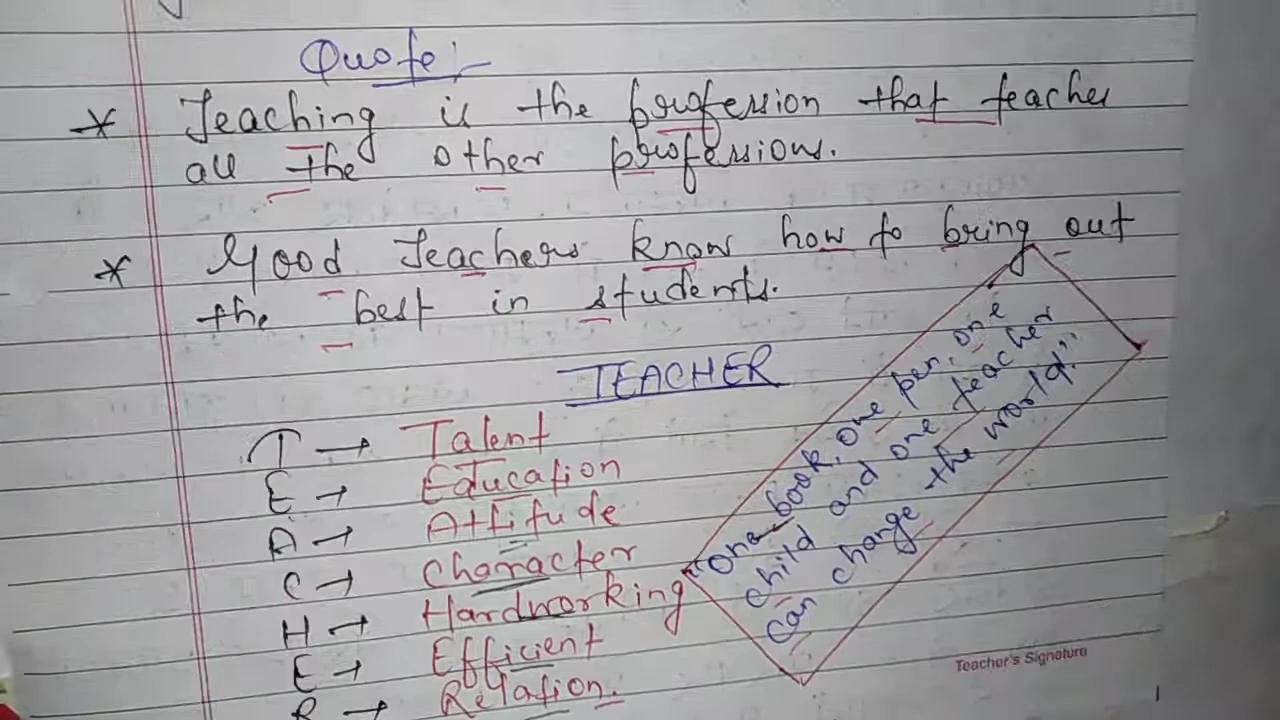 Quote:-
* Teaching is the profession that teaches
all the other professions.
* Good Teachers know how to bring out
the best in students.
TEACHER
T → Talent
E → Education
A → Attitude
C → Character
H → Hardworking
E → Efficient
R → Relation.
"One book, one pen, one
child and one teacher
can change the world."
Teacher's Signature